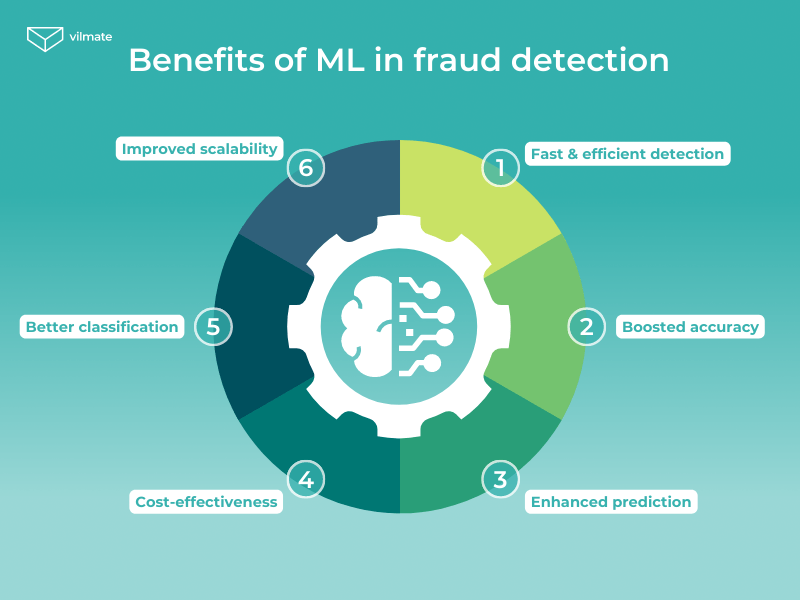 vilmate
Benefits of ML in fraud detection
1
Fast & efficient detection
2
Boosted accuracy
3
Enhanced prediction
4
Cost-effectiveness
5
Better classification
6
Improved scalability